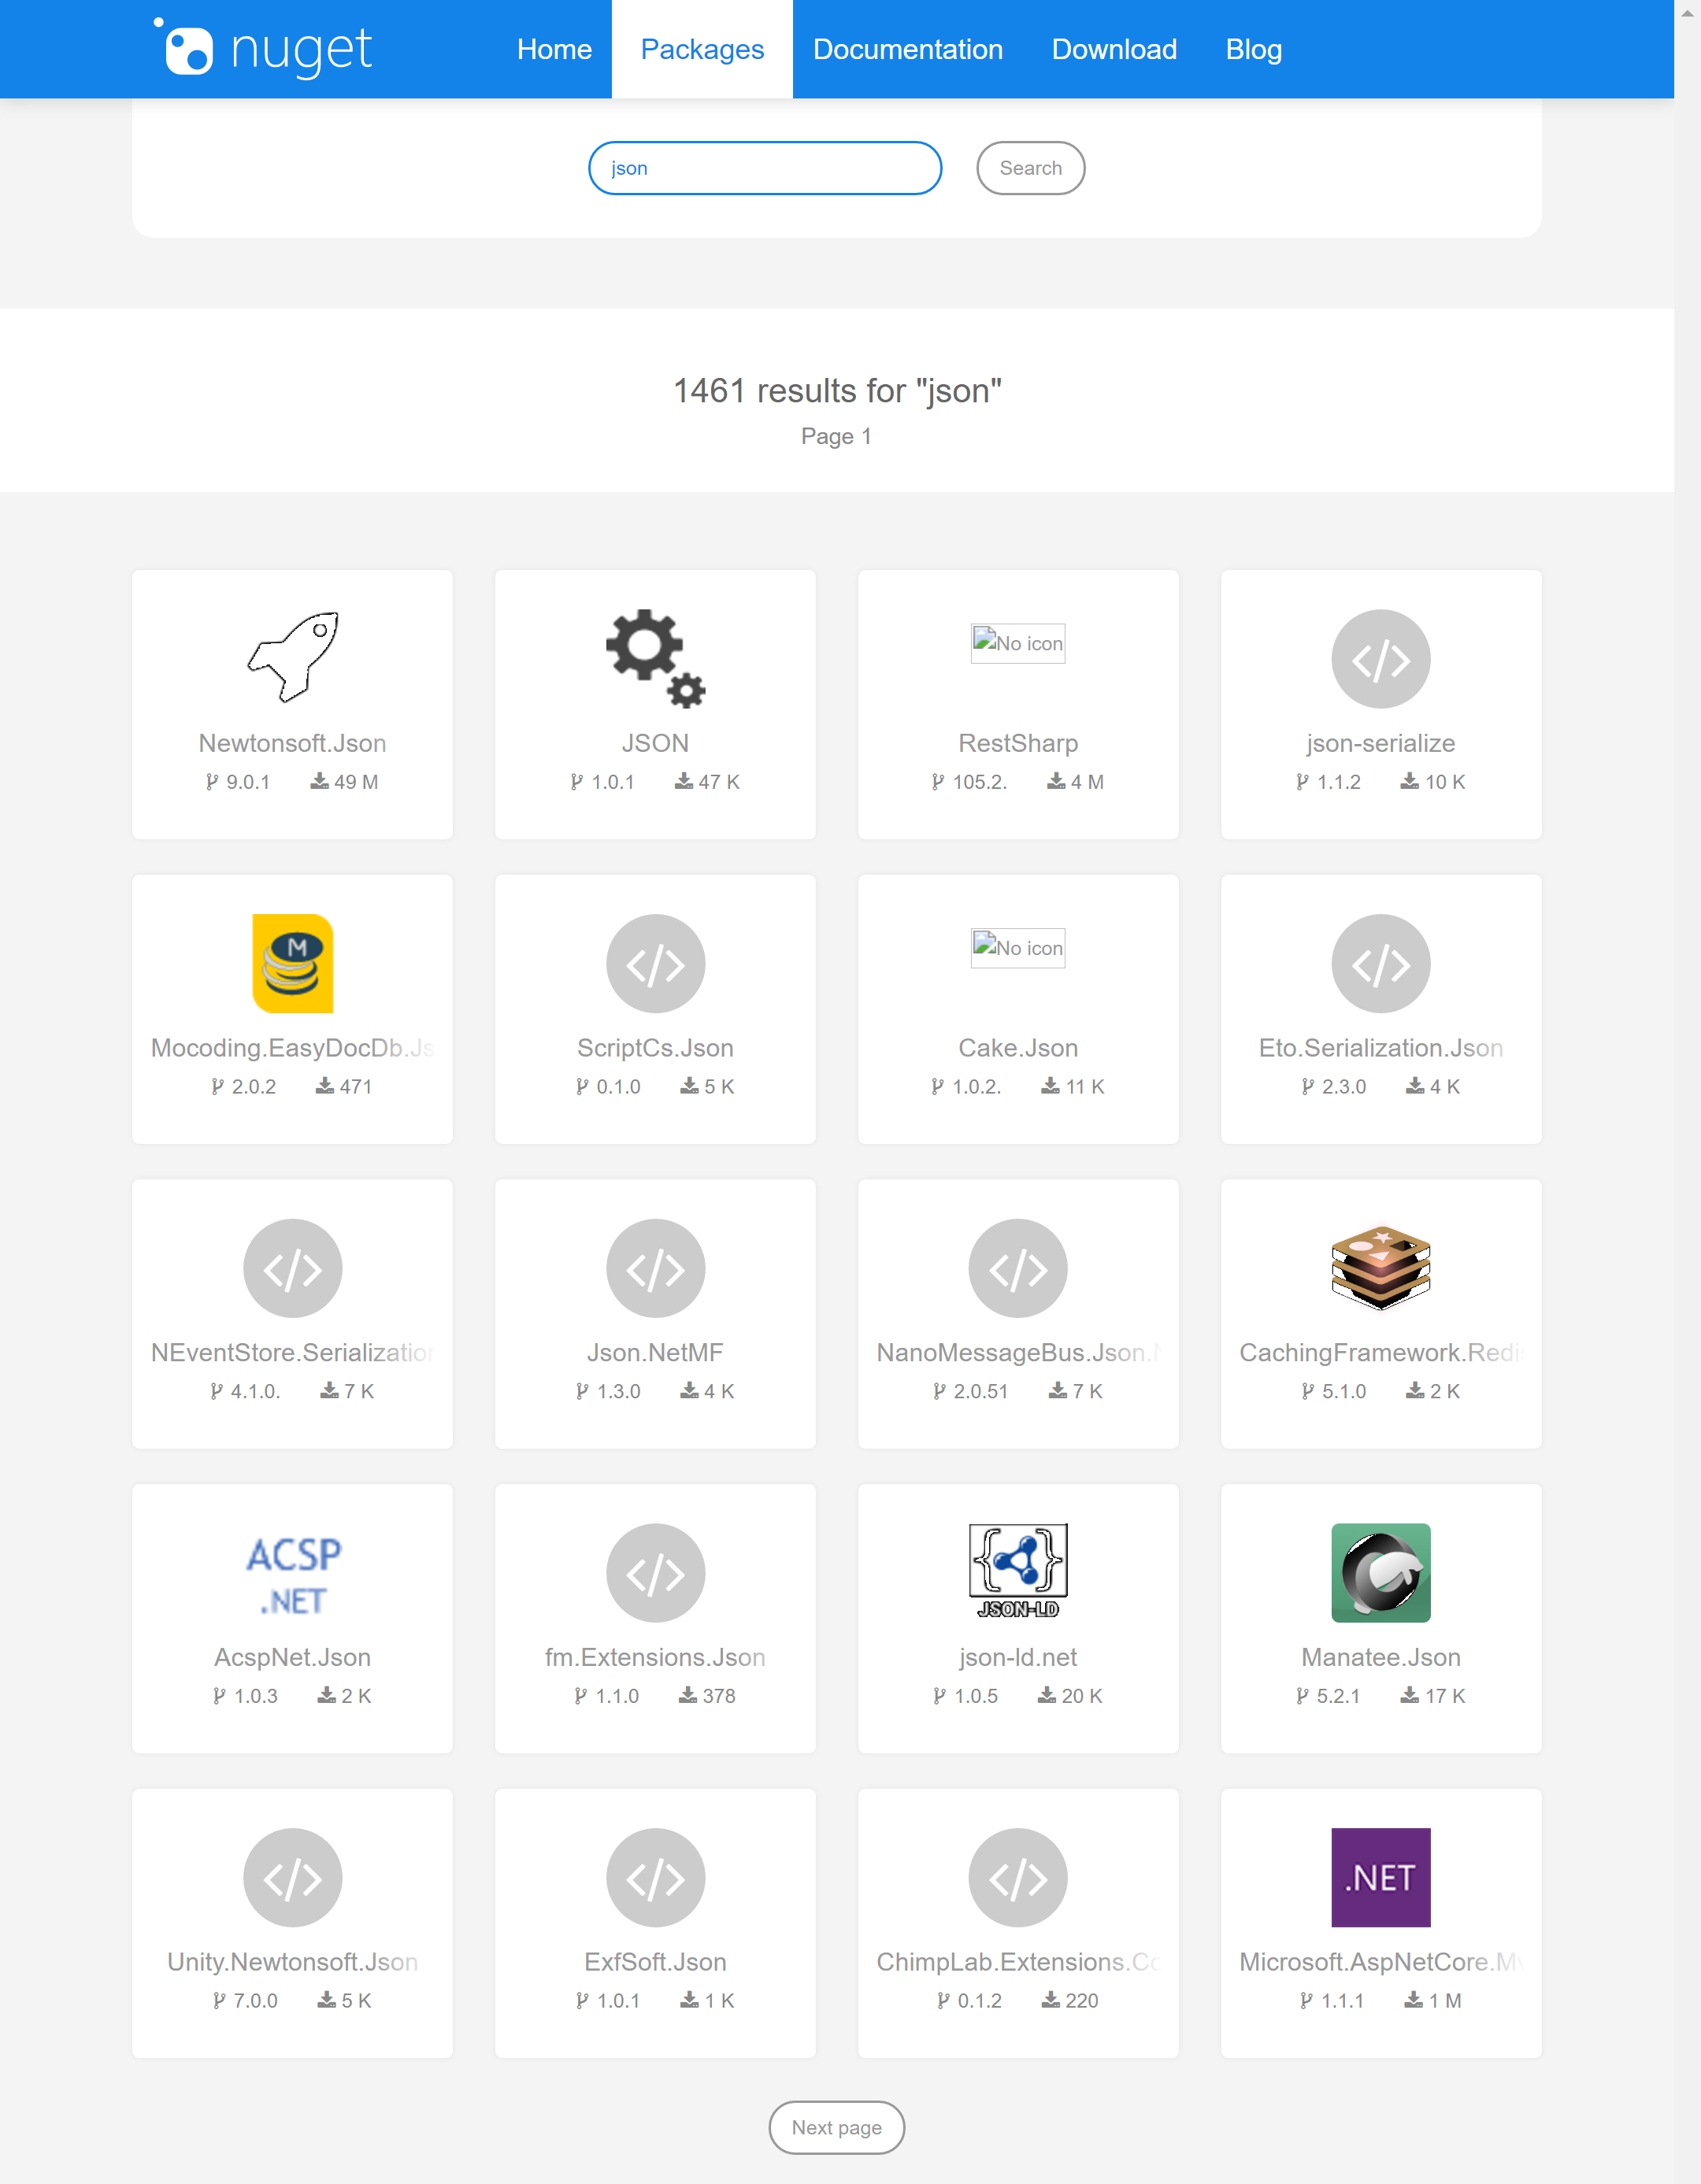 nuget Home Packages Documentation Download Blog
json Search
1461 results for "json"
Page 1
Newtonsoft.Json
9.0.1 49 M
JSON
1.0.1 47 K
No icon
RestSharp
105.2. 4 M
json-serialize
1.1.2 10 K
M
Mocoding.EasyDocDb.Js
2.0.2 471
ScriptCs.Json
0.1.0 5 K
No icon
Cake.Json
1.0.2. 11 K
Eto.Serialization.Json
2.3.0 4 K
NEventStore.Serialization
4.1.0. 7 K
Json.NetMF
1.3.0 4 K
NanoMessageBus.Json.N
2.0.51 7 K
CachingFramework.Redi
5.1.0 2 K
ACSP
.NET
AcspNet.Json
1.0.3 2 K
fm.Extensions.Json
1.1.0 378
JSON-LD
json-ld.net
1.0.5 20 K
Manatee.Json
5.2.1 17 K
Unity.Newtonsoft.Json
7.0.0 5 K
ExfSoft.Json
1.0.1 1 K
ChimpLab.Extensions.Co
0.1.2 220
.NET
Microsoft.AspNetCore.Mv
1.1.1 1 M
Next page